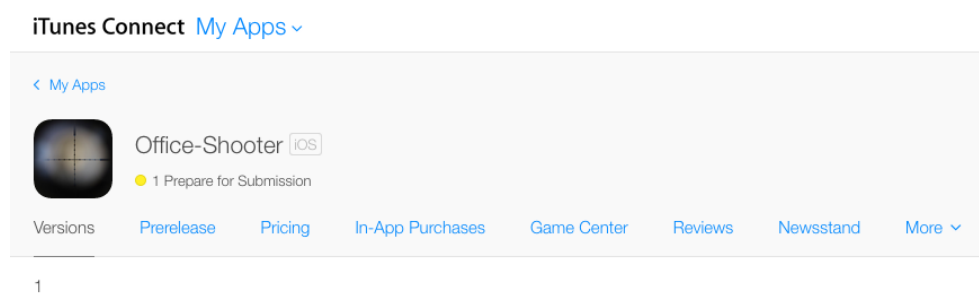 iTunes Connect My Apps
My Apps
Office-Shooter iOS
1 Prepare for Submission
Versions Prerelease Pricing In-App Purchases Game Center Reviews Newsstand More
1